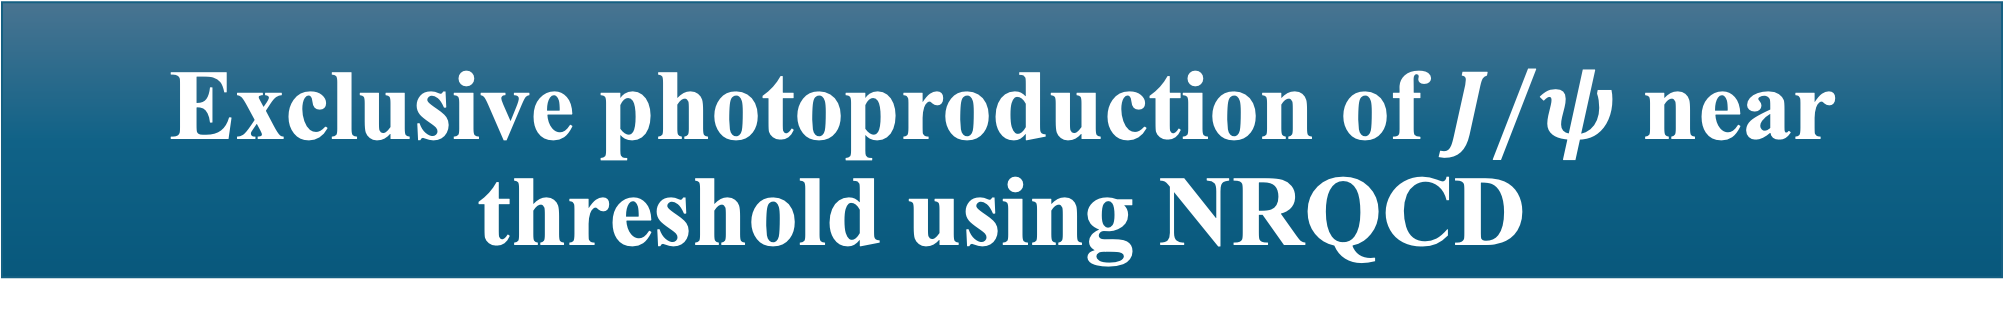 Exclusive photoproduction of J/ψ near
threshold using NRQCD